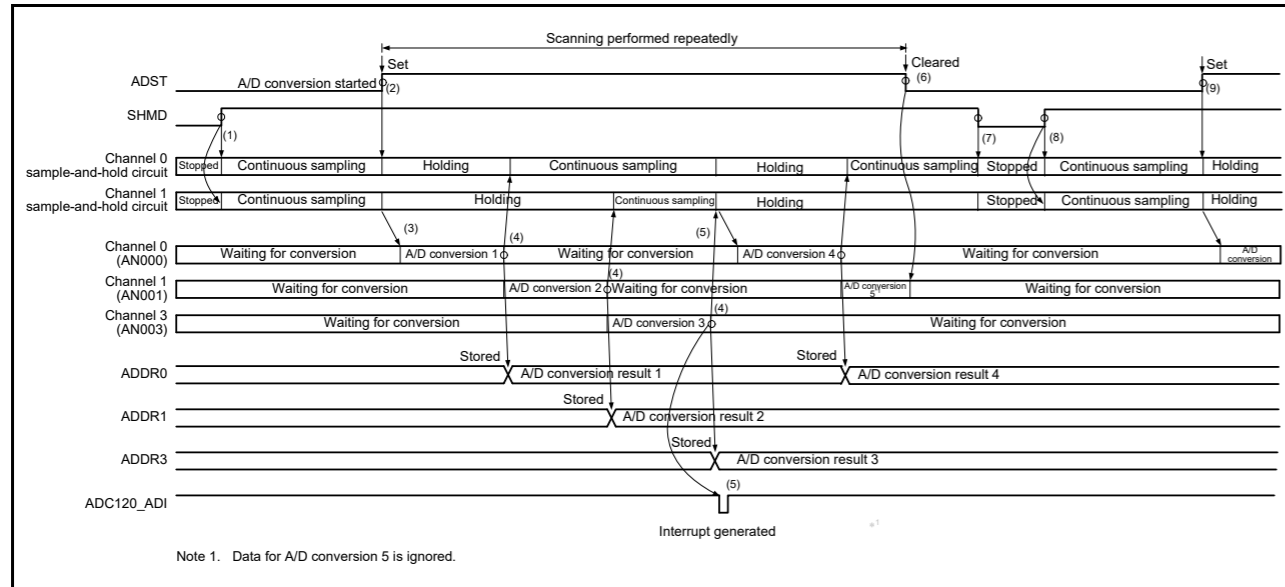 Scanning performed repeatedly
Set
Cleared
Set
ADST
A/D conversion started
(2)
(6)
(9)
SHMD
(1)
(7)
(8)
Channel 0
sample-and-hold circuit
Stopped
Continuous sampling
Holding
Continuous sampling
Holding
Continuous sampling
Stopped
Continuous sampling
Holding
Channel 1
sample-and-hold circuit
Stopped
Continuous sampling
Holding
Continuous sampling
Holding
Stopped
Continuous sampling
Holding
(3)
(4)
(5)
Channel 0
(AN000)
Waiting for conversion
A/D conversion 1
Waiting for conversion
A/D conversion 4
Waiting for conversion
A/D
conversion
(4)
Channel 1
(AN001)
Waiting for conversion
A/D conversion 2
Waiting for conversion
A/D conversion
5
Waiting for conversion
(4)
Channel 3
(AN003)
Waiting for conversion
A/D conversion 3
Waiting for conversion
Stored
Stored
ADDR0
A/D conversion result 1
A/D conversion result 4
Stored
ADDR1
A/D conversion result 2
Stored
ADDR3
A/D conversion result 3
ADC120_ADI
(5)
Interrupt generated
Note 1. Data for A/D conversion 5 is ignored.